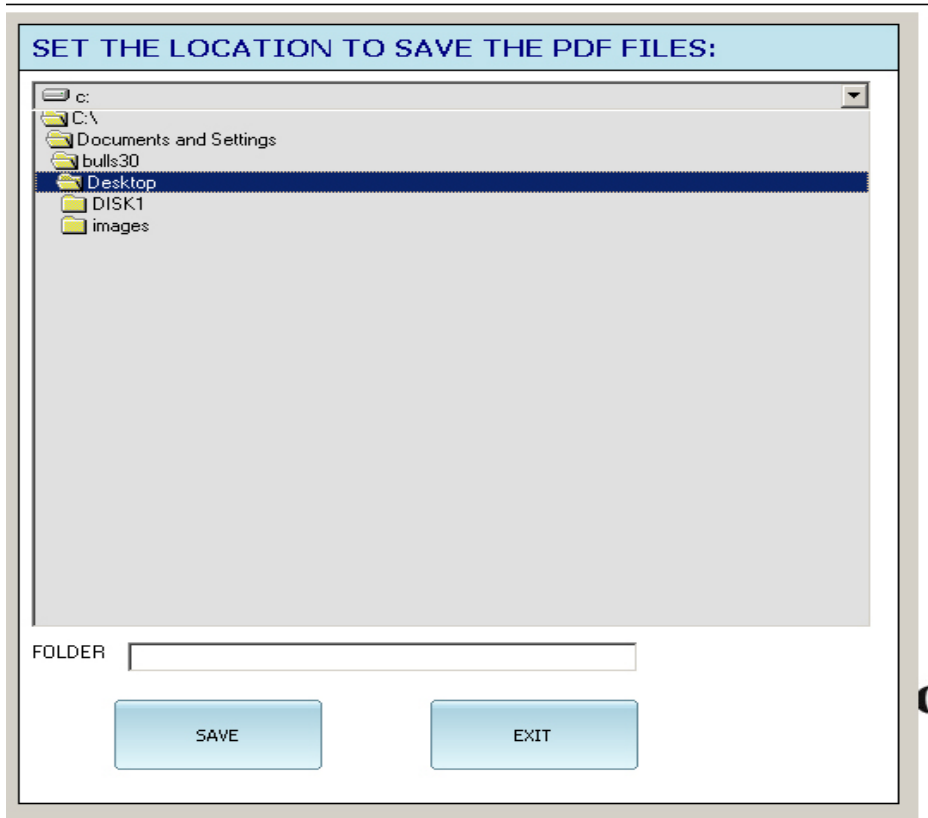 SET THE LOCATION TO SAVE THE PDF FILES:
c:
C:\
Documents and Settings
bulls30
Desktop
DISK1
images
FOLDER
SAVE EXIT